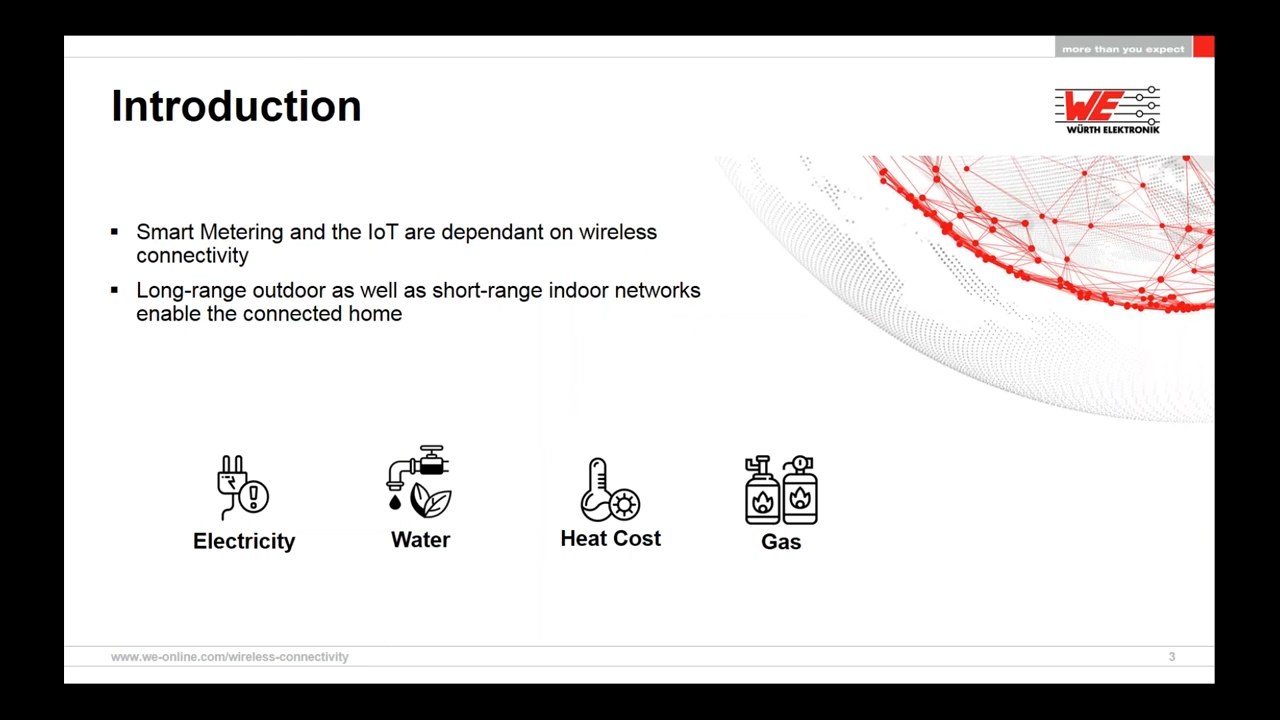 more than you expect
Introduction
WE
WÜRTH ELEKTRONIK
▪ Smart Metering and the IoT are dependant on wireless
connectivity
▪ Long-range outdoor as well as short-range indoor networks
enable the connected home
Electricity
Water
Heat Cost
Gas
www.we-online.com/wireless-connectivity
3